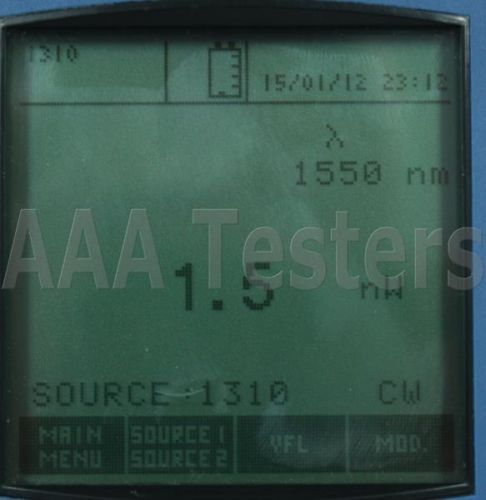 1310
15/01/12 23:12
λ
1550 nm
AAA Testers
1.5 nW
SOURCE :1310 CW
MAIN MENU
SOURCE 1
SOURCE 2
VFL
MOD.